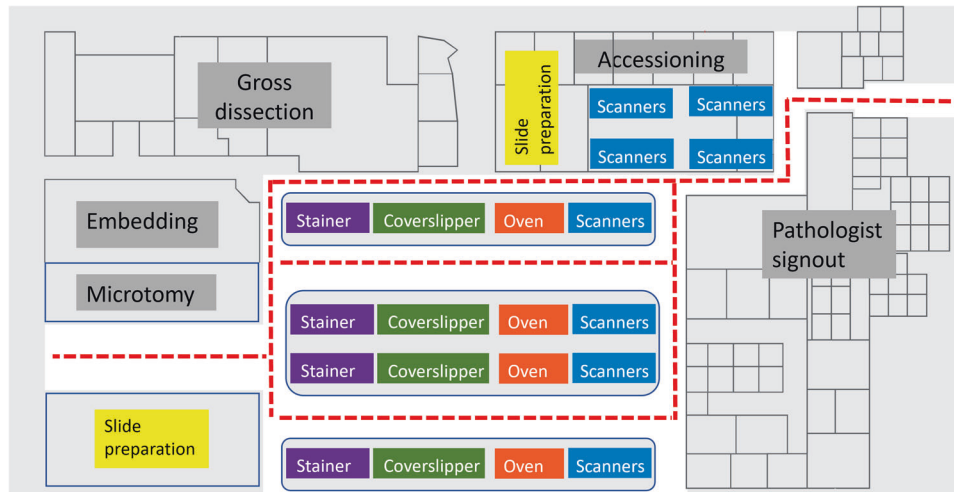 Gross
dissection
Slide
preparation
Accessioning
Scanners
Scanners
Scanners
Scanners
Embedding
Microtomy
Stainer
Coverslipper
Oven
Scanners
Pathologist
signout
Stainer
Coverslipper
Oven
Scanners
Stainer
Coverslipper
Oven
Scanners
Slide
preparation
Stainer
Coverslipper
Oven
Scanners